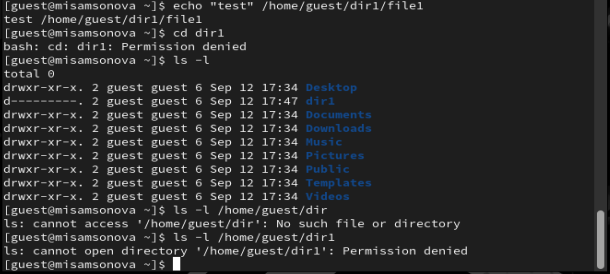 [guest@misamsonova ~]$ echo "test" /home/guest/dir1/file1
test /home/guest/dir1/file1
[guest@misamsonova ~]$ cd dir1
bash: cd: dir1: Permission denied
[guest@misamsonova ~]$ ls -l
total 0
drwxr-xr-x. 2 guest guest 6 Sep 12 17:34 Desktop
d---------. 2 guest guest 6 Sep 12 17:47 dir1
drwxr-xr-x. 2 guest guest 6 Sep 12 17:34 Documents
drwxr-xr-x. 2 guest guest 6 Sep 12 17:34 Downloads
drwxr-xr-x. 2 guest guest 6 Sep 12 17:34 Music
drwxr-xr-x. 2 guest guest 6 Sep 12 17:34 Pictures
drwxr-xr-x. 2 guest guest 6 Sep 12 17:34 Public
drwxr-xr-x. 2 guest guest 6 Sep 12 17:34 Templates
drwxr-xr-x. 2 guest guest 6 Sep 12 17:34 Videos
[guest@misamsonova ~]$ ls -l /home/guest/dir
ls: cannot access '/home/guest/dir': No such file or directory
[guest@misamsonova ~]$ ls -l /home/guest/dir1
ls: cannot open directory '/home/guest/dir1': Permission denied
[guest@misamsonova ~]$